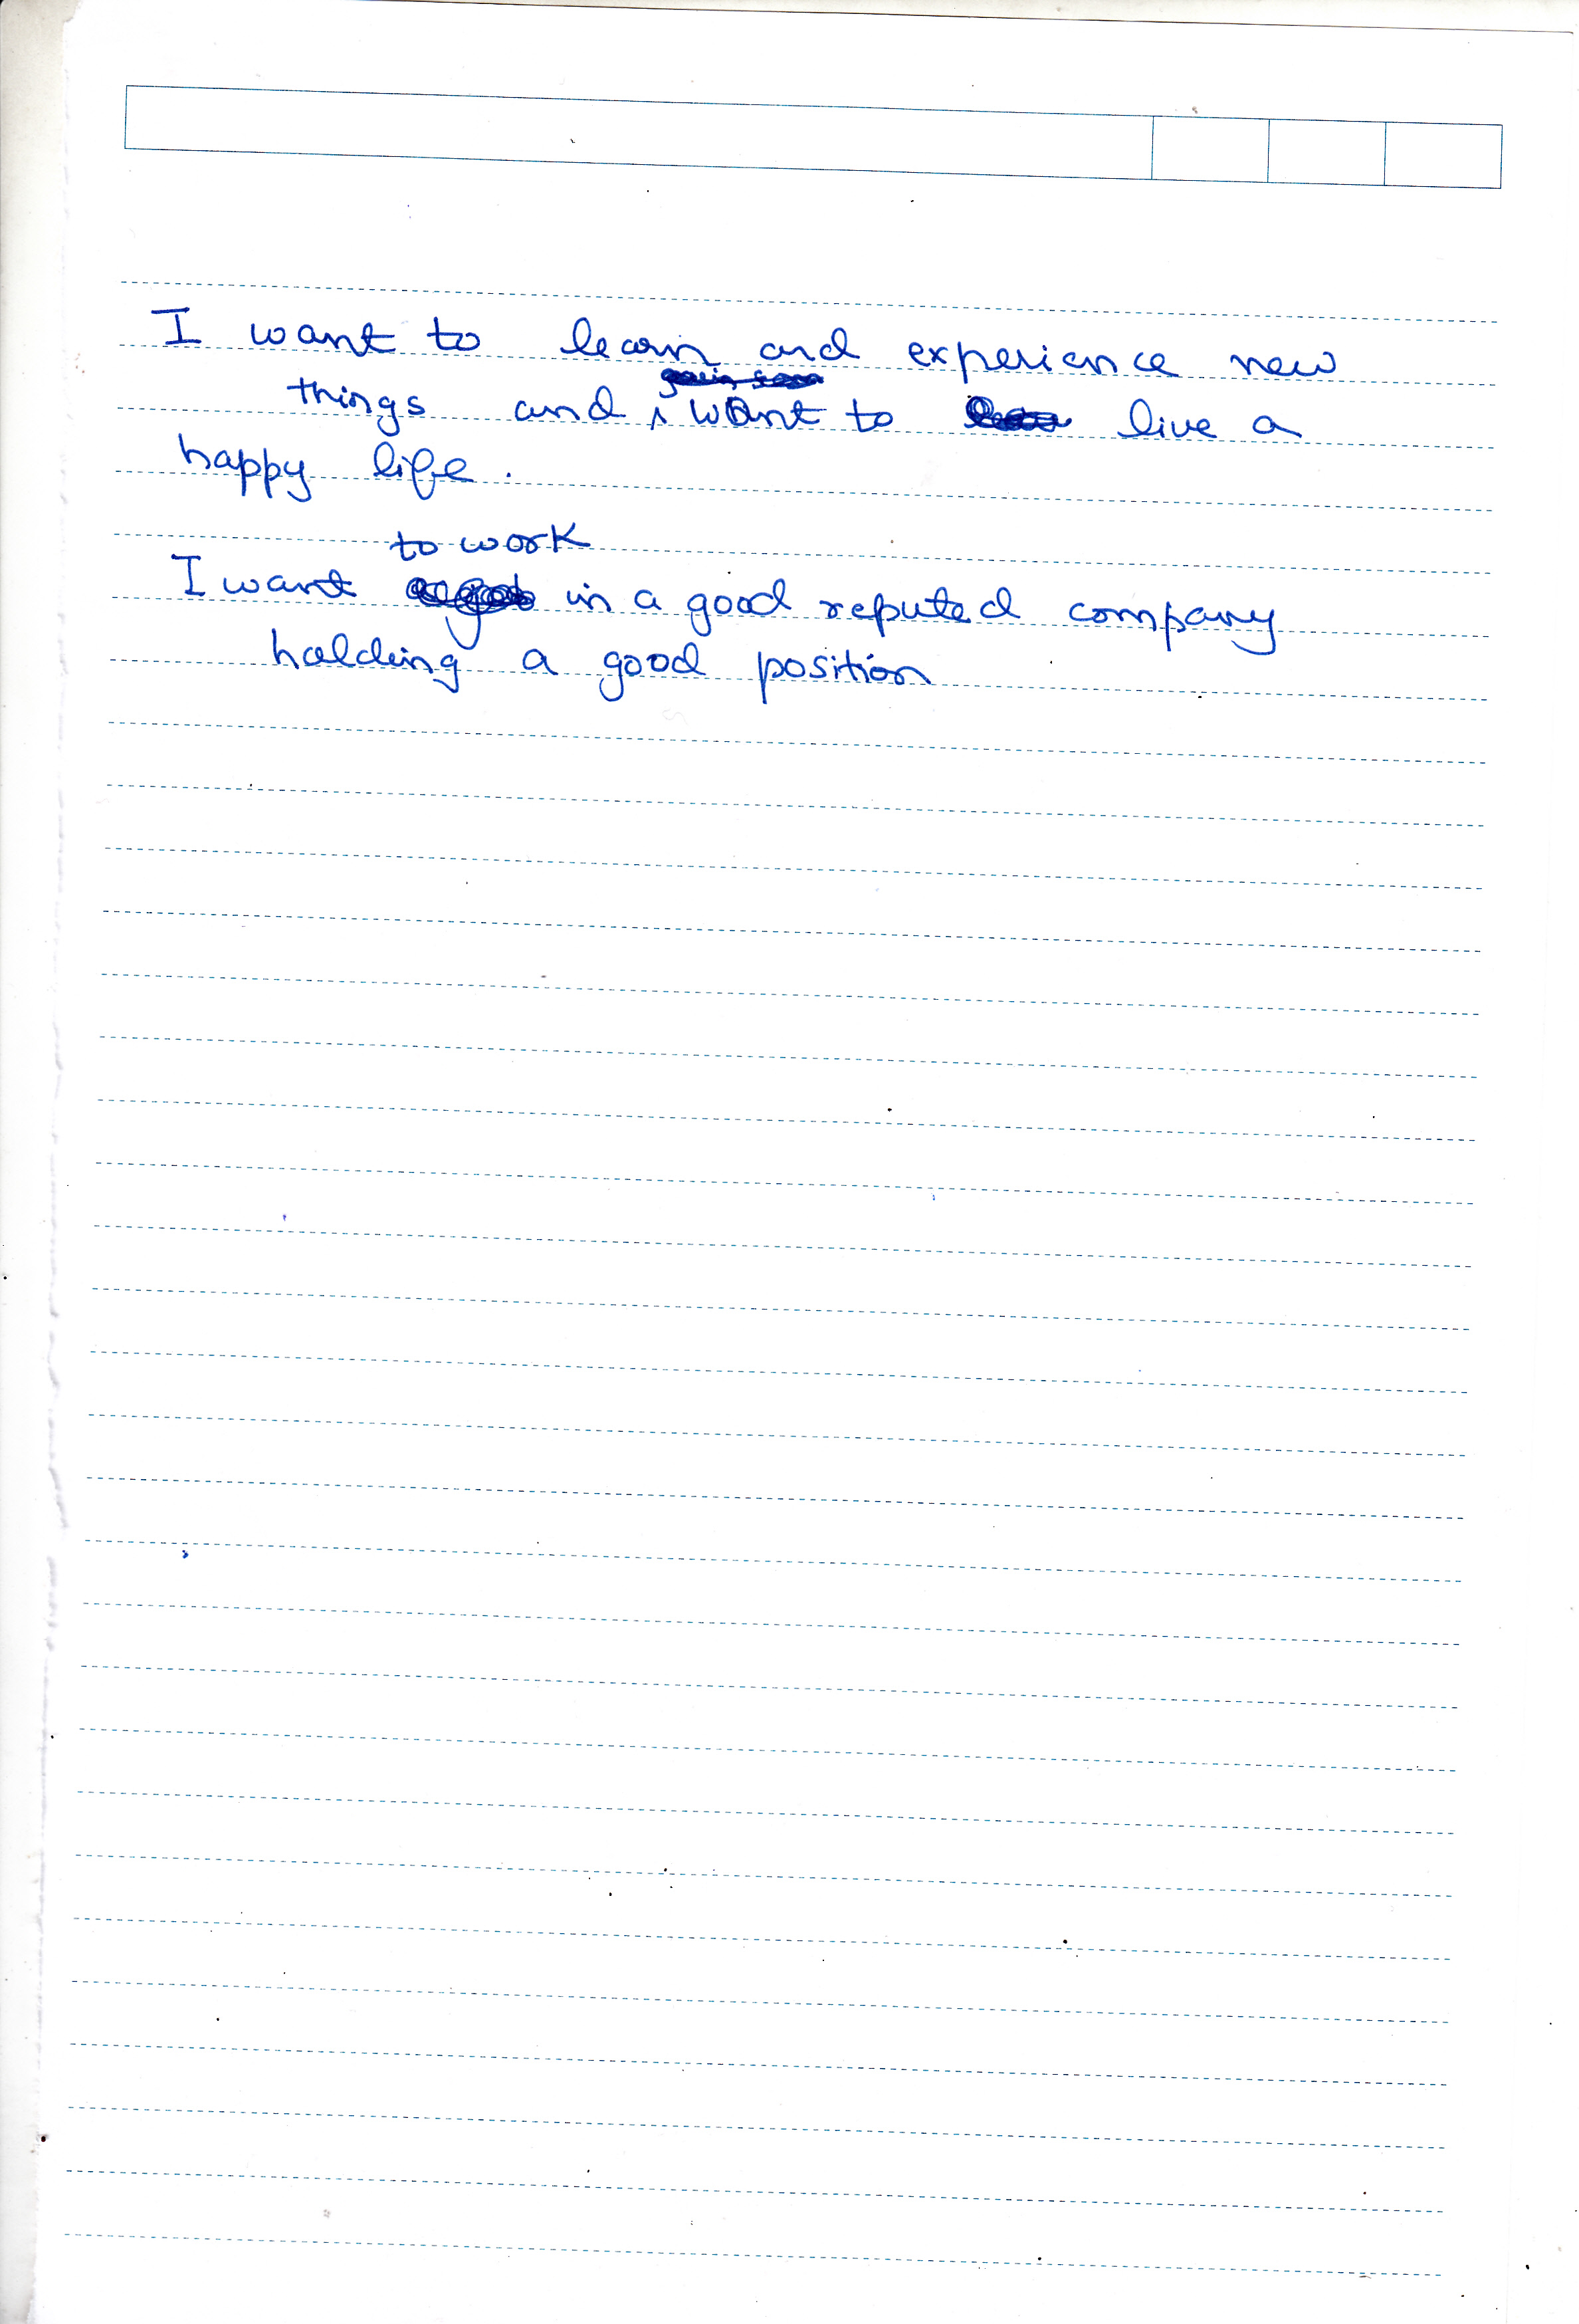 I want to learn and experience new
things and want to live a
happy life.
to work
I want in a good reputed company
holding a good position